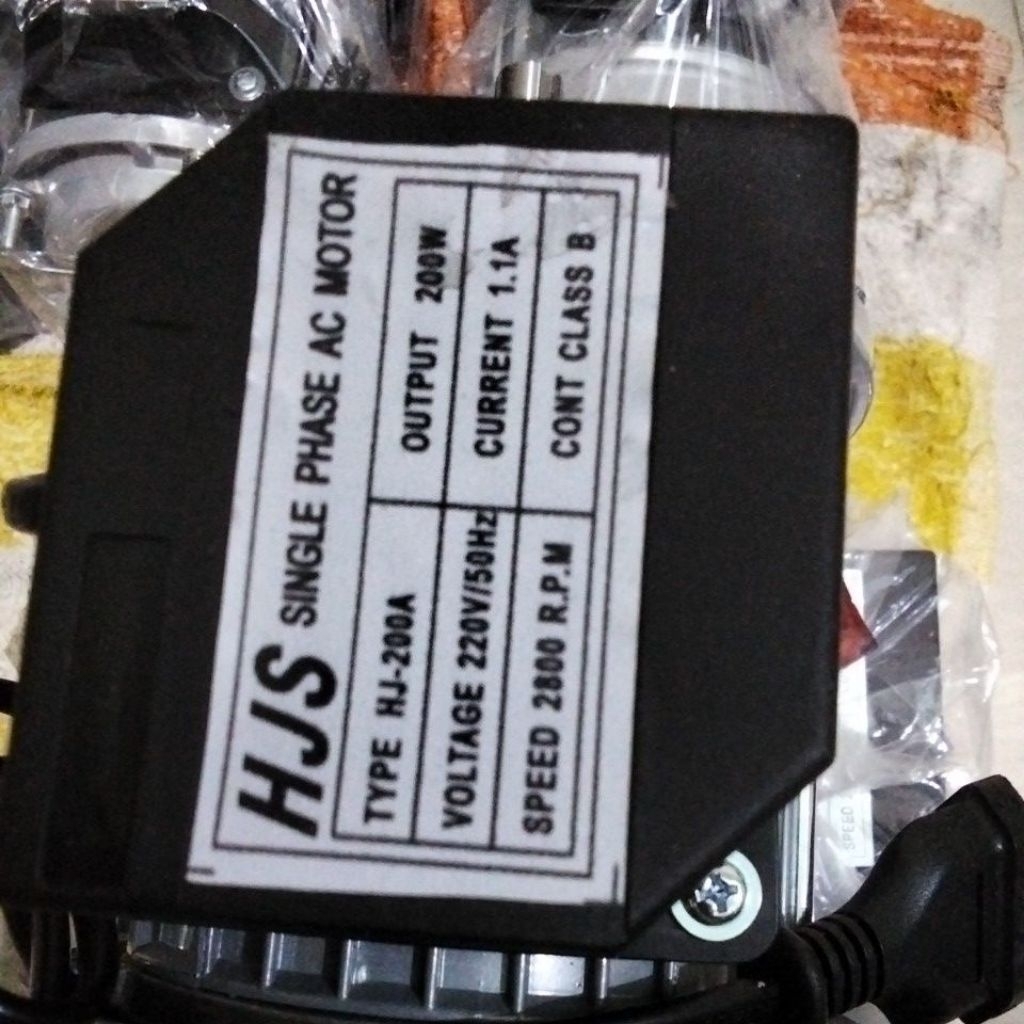 HJS SINGLE PHASE AC MOTOR
TYPE HJ-200A OUTPUT 200W
VOLTAGE 220V/50Hz CURRENT 1.1A
SPEED 2800 R.P.M CONT CLASS B
SPEED